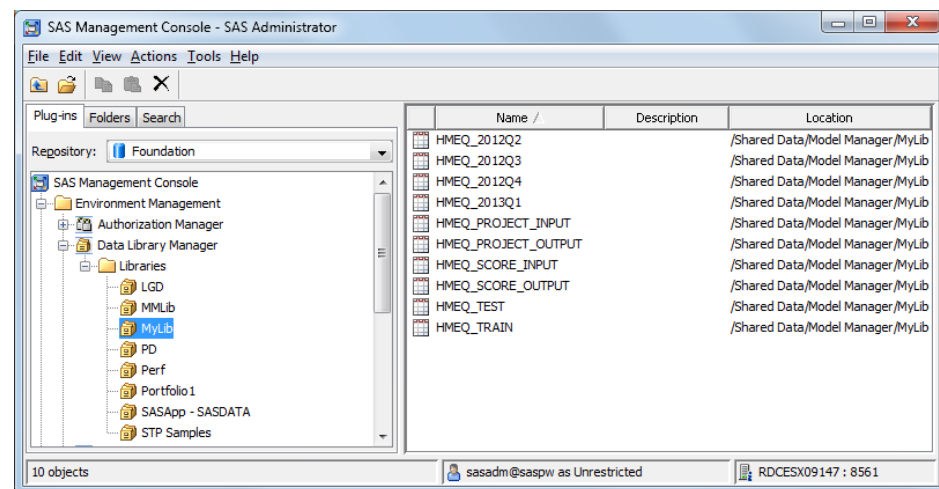 SAS Management Console - SAS Administrator
File Edit View Actions Tools Help
Plug-ins Folders Search
Repository: Foundation
SAS Management Console
Environment Management
Authorization Manager
Data Library Manager
Libraries
LGD
MMLib
MyLib
PD
Perf
Portfolio1
SASApp - SASDATA
STP Samples
Name Description Location
HMEQ_2012Q2 /Shared Data/Model Manager/MyLib
HMEQ_2012Q3 /Shared Data/Model Manager/MyLib
HMEQ_2012Q4 /Shared Data/Model Manager/MyLib
HMEQ_2013Q1 /Shared Data/Model Manager/MyLib
HMEQ_PROJECT_INPUT /Shared Data/Model Manager/MyLib
HMEQ_PROJECT_OUTPUT /Shared Data/Model Manager/MyLib
HMEQ_SCORE_INPUT /Shared Data/Model Manager/MyLib
HMEQ_SCORE_OUTPUT /Shared Data/Model Manager/MyLib
HMEQ_TEST /Shared Data/Model Manager/MyLib
HMEQ_TRAIN /Shared Data/Model Manager/MyLib
10 objects sasadm@saspw as Unrestricted RDCESX09147 : 8561